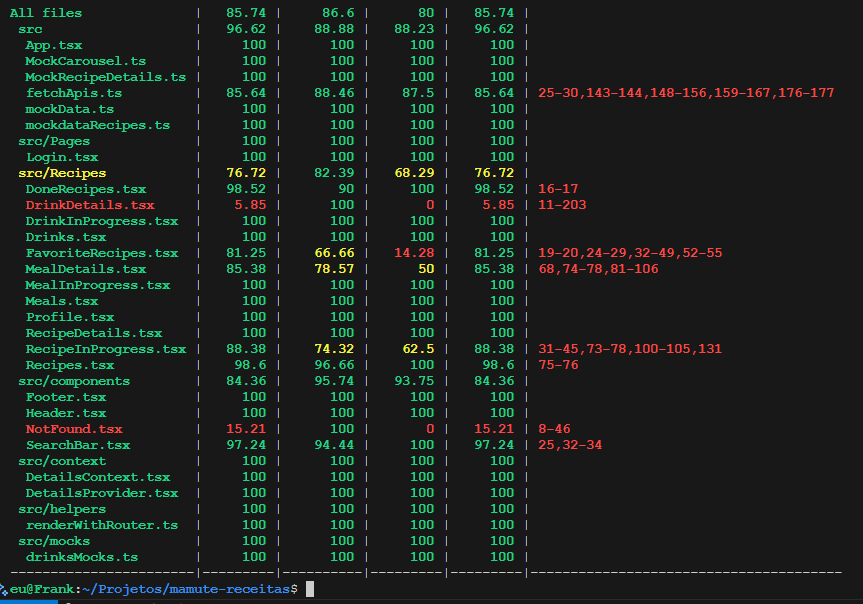 All files | 85.74 | 86.6 | 80 | 85.74 |
src | 96.62 | 88.88 | 88.23 | 96.62 |
App.tsx | 100 | 100 | 100 | 100 |
MockCarousel.ts | 100 | 100 | 100 | 100 |
MockRecipeDetails.ts | 100 | 100 | 100 | 100 |
fetchApis.ts | 85.64 | 88.46 | 87.5 | 85.64 | 25-30,143-144,148-156,159-167,176-177
mockData.ts | 100 | 100 | 100 | 100 |
mockdataRecipes.ts | 100 | 100 | 100 | 100 |
src/Pages | 100 | 100 | 100 | 100 |
Login.tsx | 100 | 100 | 100 | 100 |
src/Recipes | 76.72 | 82.39 | 68.29 | 76.72 |
DoneRecipes.tsx | 98.52 | 90 | 100 | 98.52 | 16-17
DrinkDetails.tsx | 5.85 | 100 | 0 | 5.85 | 11-203
DrinkInProgress.tsx | 100 | 100 | 100 | 100 |
Drinks.tsx | 100 | 100 | 100 | 100 |
FavoriteRecipes.tsx | 81.25 | 66.66 | 14.28 | 81.25 | 19-20,24-29,32-49,52-55
MealDetails.tsx | 85.38 | 78.57 | 50 | 85.38 | 68,74-78,81-106
MealInProgress.tsx | 100 | 100 | 100 | 100 |
Meals.tsx | 100 | 100 | 100 | 100 |
Profile.tsx | 100 | 100 | 100 | 100 |
RecipeDetails.tsx | 100 | 100 | 100 | 100 |
RecipeInProgress.tsx | 88.38 | 74.32 | 62.5 | 88.38 | 31-45,73-78,100-105,131
Recipes.tsx | 98.6 | 96.66 | 100 | 98.6 | 75-76
src/components | 84.36 | 95.74 | 93.75 | 84.36 |
Footer.tsx | 100 | 100 | 100 | 100 |
Header.tsx | 100 | 100 | 100 | 100 |
NotFound.tsx | 15.21 | 100 | 0 | 15.21 | 8-46
SearchBar.tsx | 97.24 | 94.44 | 100 | 97.24 | 25,32-34
src/context | 100 | 100 | 100 | 100 |
DetailsContext.tsx | 100 | 100 | 100 | 100 |
DetailsProvider.tsx | 100 | 100 | 100 | 100 |
src/helpers | 100 | 100 | 100 | 100 |
renderWithRouter.ts | 100 | 100 | 100 | 100 |
src/mocks | 100 | 100 | 100 | 100 |
drinksMocks.ts | 100 | 100 | 100 | 100 |
-----------------------|---------|----------|---------|---------|---------------------------------------
eu@Frank:~/Projetos/mamute-receitas$